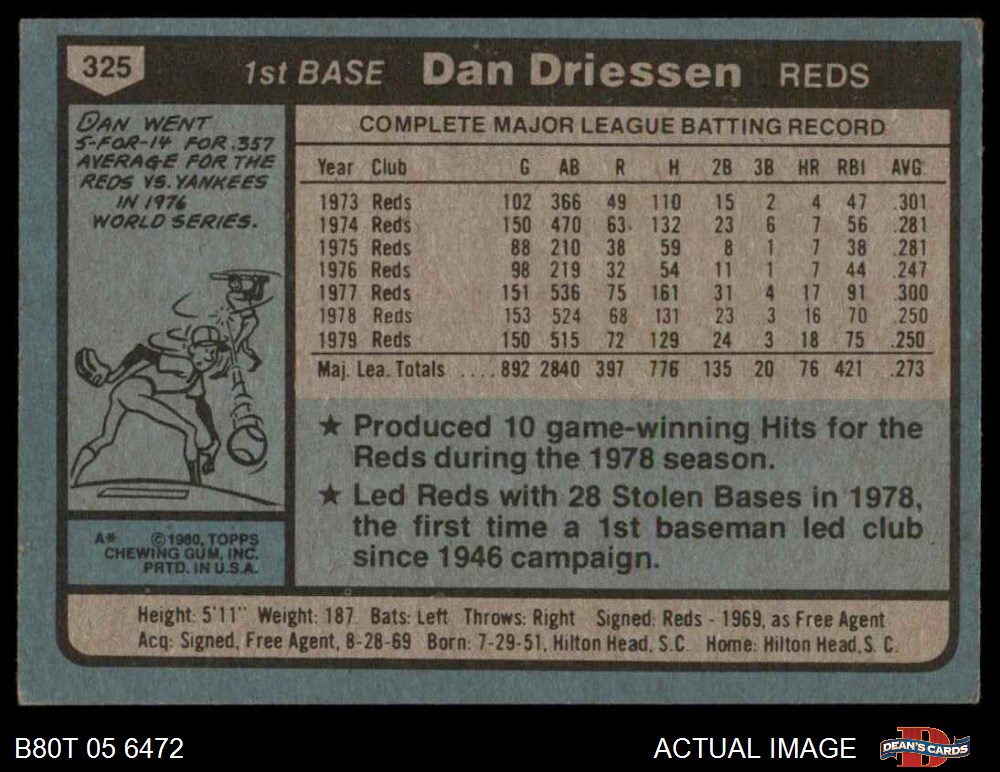 325 1st BASE Dan Driessen REDS
DAN WENT
5-FOR-14 FOR .357
AVERAGE FOR THE
REDS VS. YANKEES
IN 1976
WORLD SERIES.
COMPLETE MAJOR LEAGUE BATTING RECORD
Year Club G AB R H 2B 3B HR RBI AVG.
1973 Reds 102 366 49 110 15 2 4 47 .301
1974 Reds 150 470 63 132 23 6 7 56 .281
1975 Reds 88 210 38 59 8 1 7 38 .281
1976 Reds 98 219 32 54 11 1 7 44 .247
1977 Reds 151 536 75 161 31 4 17 91 .300
1978 Reds 153 524 68 131 23 3 16 70 .250
1979 Reds 150 515 72 129 24 3 18 75 .250
Maj. Lea. Totals ....892 2840 397 776 135 20 76 421 .273
★ Produced 10 game-winning Hits for the
Reds during the 1978 season.
★ Led Reds with 28 Stolen Bases in 1978,
the first time a 1st baseman led club
since 1946 campaign.
A* ©1980, TOPPS
CHEWING GUM, INC.
PRTD. IN U.S.A.
Height: 5'11" Weight: 187 Bats: Left Throws: Right Signed: Reds - 1969, as Free Agent
Acq: Signed, Free Agent, 8-28-69 Born: 7-29-51, Hilton Head, S.C. Home: Hilton Head, S. C.
B80T 05 6472 ACTUAL IMAGE D DEAN'S CARDS